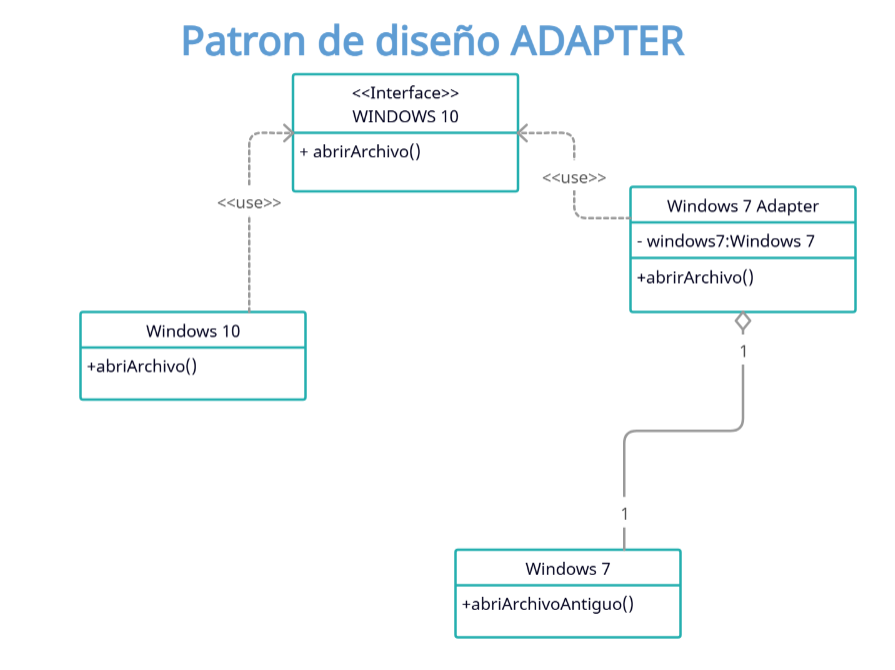 Patron de diseño ADAPTER
<<Interface>>
WINDOWS 10
+ abrirArchivo()
<<use>>
<<use>>
Windows 7 Adapter
- windows7:Windows 7
+abrirArchivo()
Windows 10
+abriArchivo()
1
1
Windows 7
+abriArchivoAntiguo()